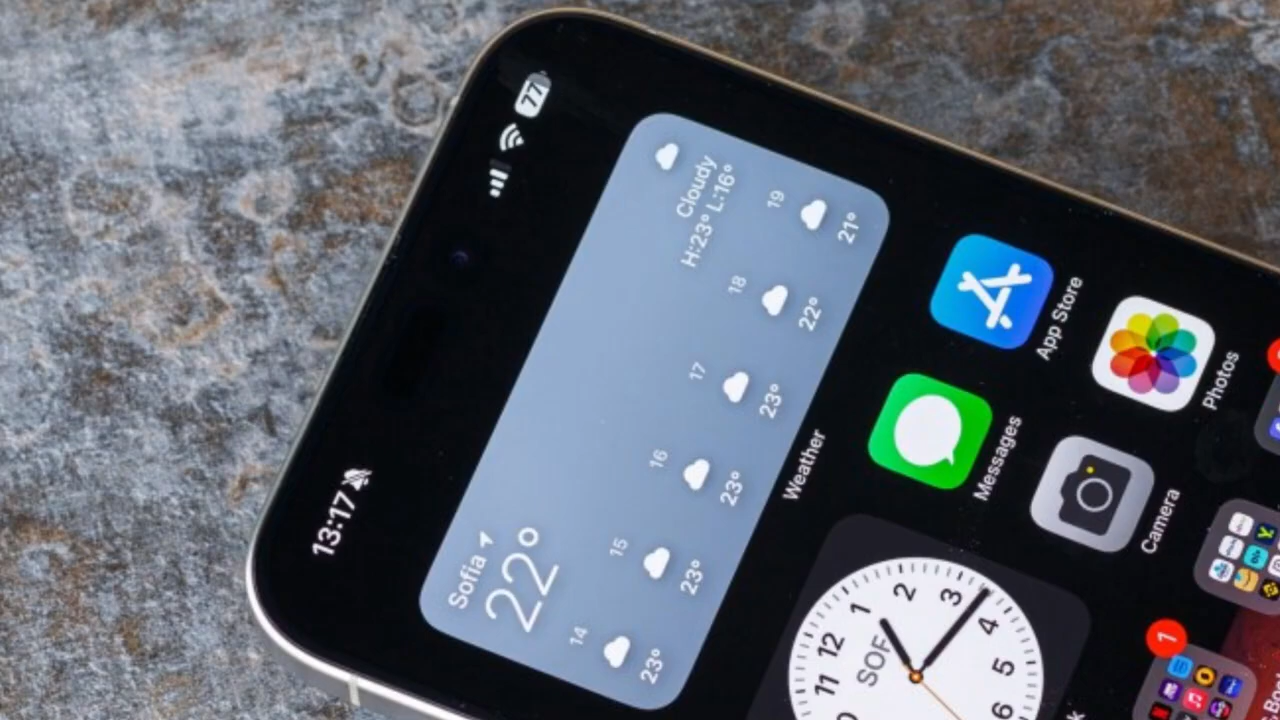 13:17
77
Sofia
22°
Cloudy
H:23° L:16°
14 15 16 17 18 19
23° 23° 23° 23° 22° 21°
Weather
Messages App Store
Camera Photos
11 12 1 2 3 4 5 6
SOF
1